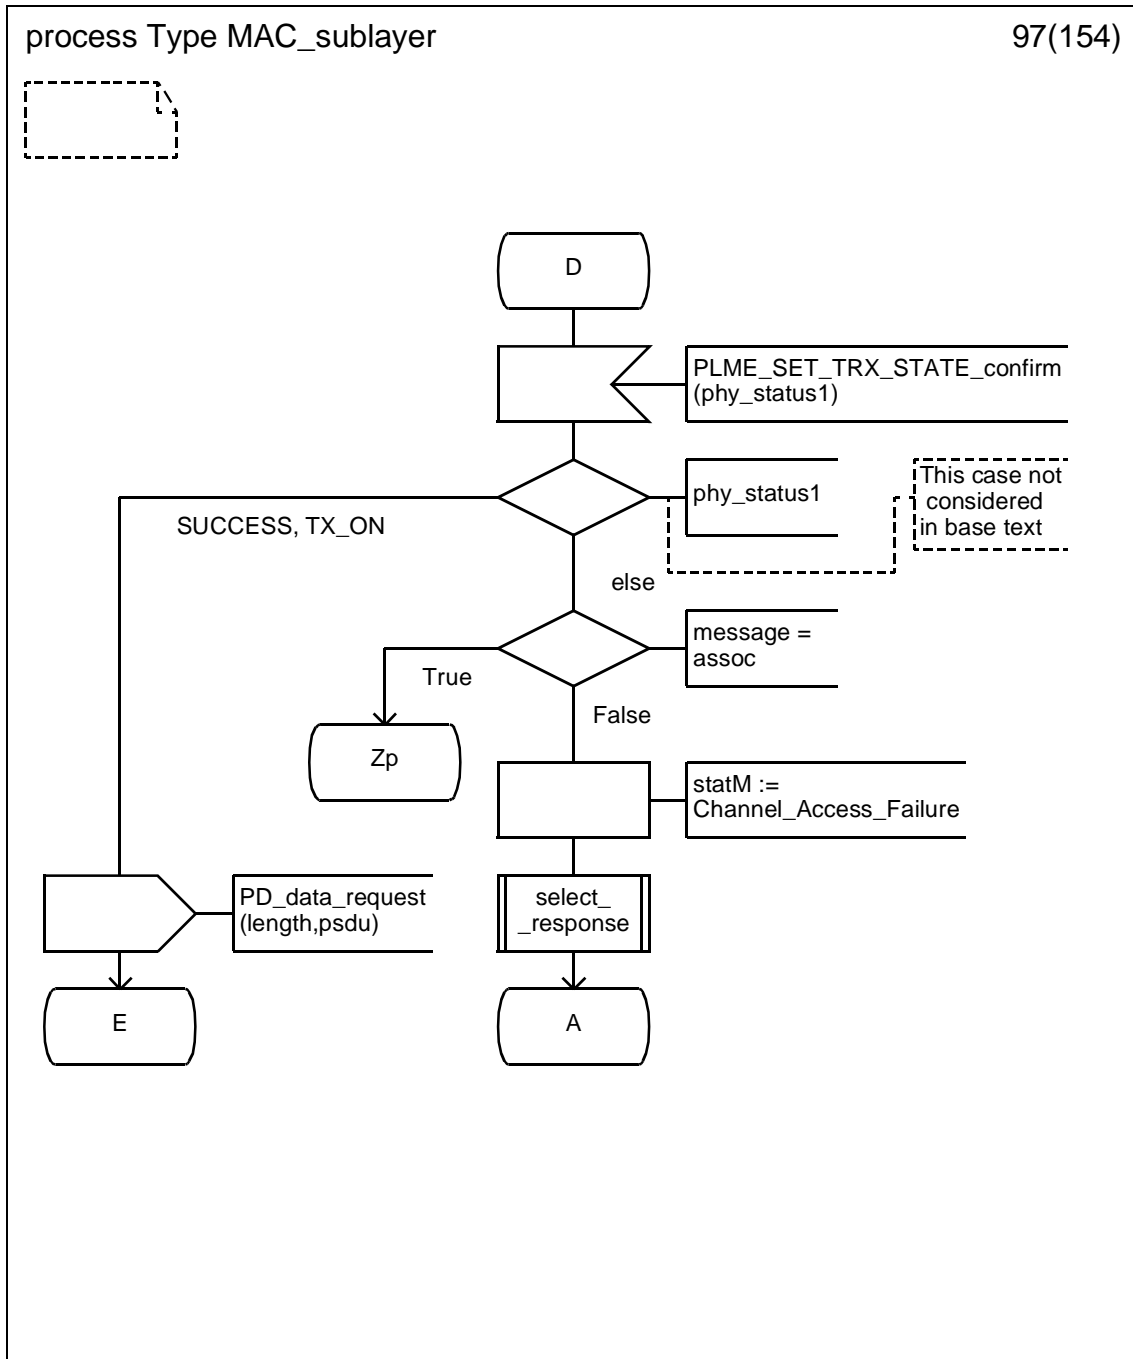 process Type MAC_sublayer
97(154)
D
PLME_SET_TRX_STATE_confirm
(phy_status1)
phy_status1
This case not
considered
in base text
SUCCESS, TX_ON
else
message =
assoc
True
False
Zp
statM :=
Channel_Access_Failure
PD_data_request
(length,psdu)
select_
_response
E
A